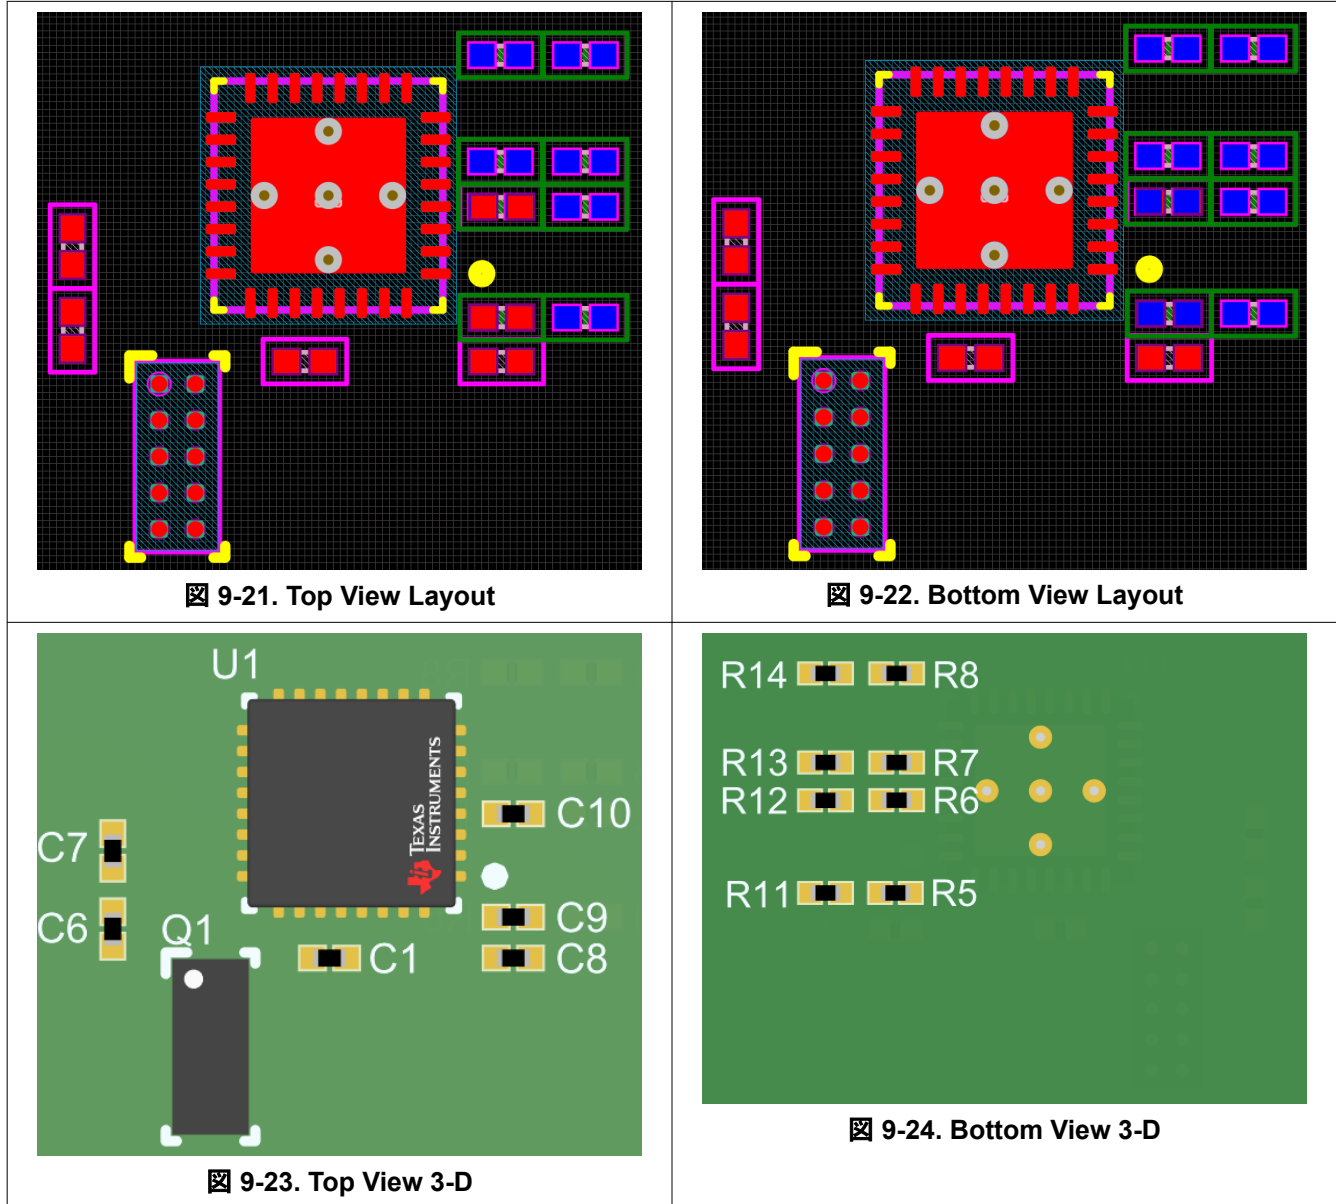 図 9-21. Top View Layout
図 9-22. Bottom View Layout
U1
TEXAS
INSTRUMENTS
C10
C7
C6
Q1
C9
C1
C8
図 9-23. Top View 3-D
R14
R8
R13
R7
R12
R6
R11
R5
図 9-24. Bottom View 3-D